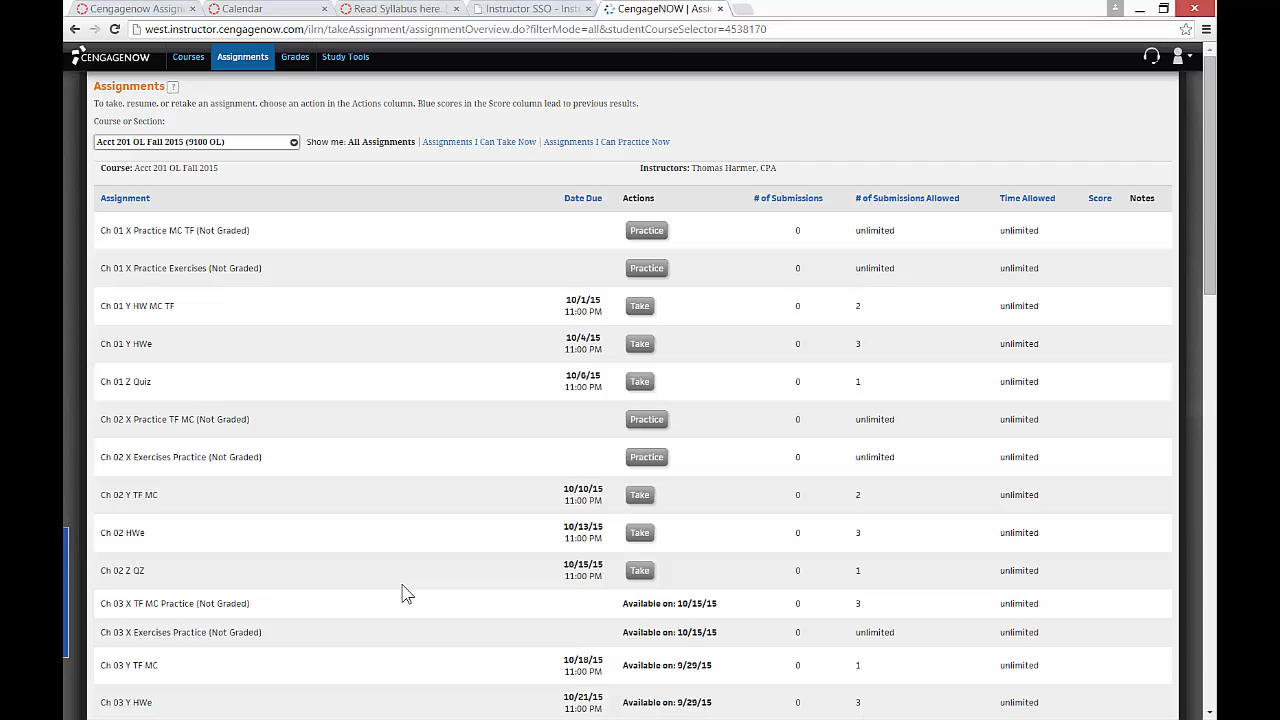 Cengagenow Assignm
Calendar
Read Syllabus here.
Instructor SSO - Inst
CengageNOW | Assi
west.instructor.cengagenow.com/ilrn/takeAssignment/assignmentOverview.do?filterMode=all&studentCourseSelector=4538170
CENGAGENOW Courses Assignments Grades Study Tools
Assignments ?
To take, resume, or retake an assignment, choose an action in the Actions column. Blue scores in the Score column lead to previous results.
Course or Section:
Acct 201 OL Fall 2015 (9100 OL) Show me: All Assignments | Assignments I Can Take Now | Assignments I Can Practice Now
Course: Acct 201 OL Fall 2015 Instructors: Thomas Harmer, CPA
Assignment Date Due Actions # of Submissions # of Submissions Allowed Time Allowed Score Notes
Ch 01 X Practice MC TF (Not Graded) Practice 0 unlimited unlimited
Ch 01 X Practice Exercises (Not Graded) Practice 0 unlimited unlimited
Ch 01 Y HW MC TF 10/1/15 11:00 PM Take 0 2 unlimited
Ch 01 Y HWe 10/4/15 11:00 PM Take 0 3 unlimited
Ch 01 Z Quiz 10/6/15 11:00 PM Take 0 1 unlimited
Ch 02 X Practice TF MC (Not Graded) Practice 0 unlimited unlimited
Ch 02 X Exercises Practice (Not Graded) Practice 0 unlimited unlimited
Ch 02 Y TF MC 10/10/15 11:00 PM Take 0 2 unlimited
Ch 02 HWe 10/13/15 11:00 PM Take 0 3 unlimited
Ch 02 Z QZ 10/15/15 11:00 PM Take 0 1 unlimited
Ch 03 X TF MC Practice (Not Graded) Available on: 10/15/15 0 3 unlimited
Ch 03 X Exercises Practice (Not Graded) Available on: 10/15/15 0 unlimited unlimited
Ch 03 Y TF MC 10/18/15 11:00 PM Available on: 9/29/15 0 1 unlimited
Ch 03 Y HWe 10/21/15 11:00 PM Available on: 9/29/15 0 3 unlimited